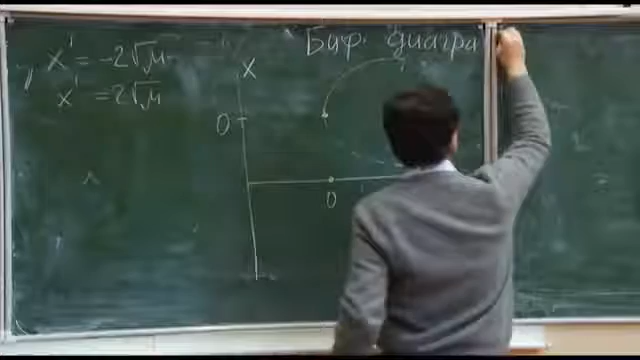 x' = -2√μ
x' = 2√μ
Биф. диагра
x
0
0